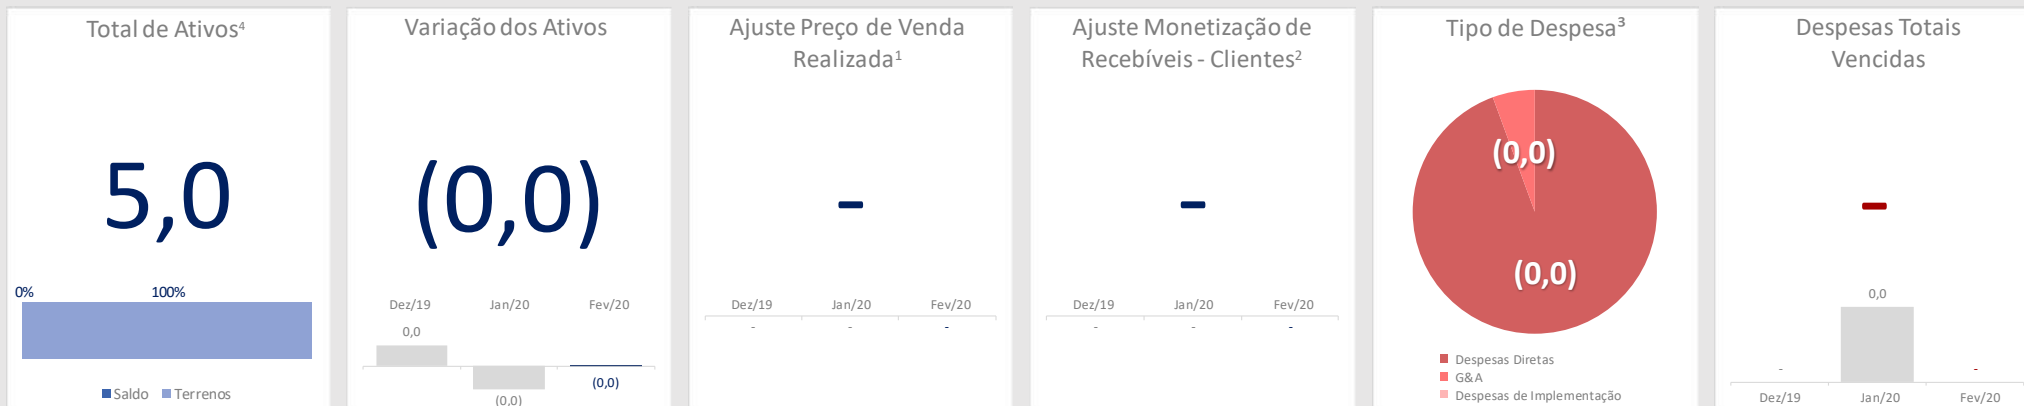 Total de Ativos⁴
5,0
0%
100%
Saldo
Terrenos
Variação dos Ativos
(0,0)
Dez/19
Jan/20
Fev/20
0,0
(0,0)
(0,0)
Ajuste Preço de Venda
Realizada¹
-
Dez/19
Jan/20
Fev/20
-
-
-
Ajuste Monetização de
Recebíveis - Clientes²
-
Dez/19
Jan/20
Fev/20
-
-
-
Tipo de Despesa³
(0,0)
(0,0)
Despesas Diretas
G&A
Despesas de Implementação
Despesas Totais
Vencidas
-
0,0
-
-
Dez/19
Jan/20
Fev/20